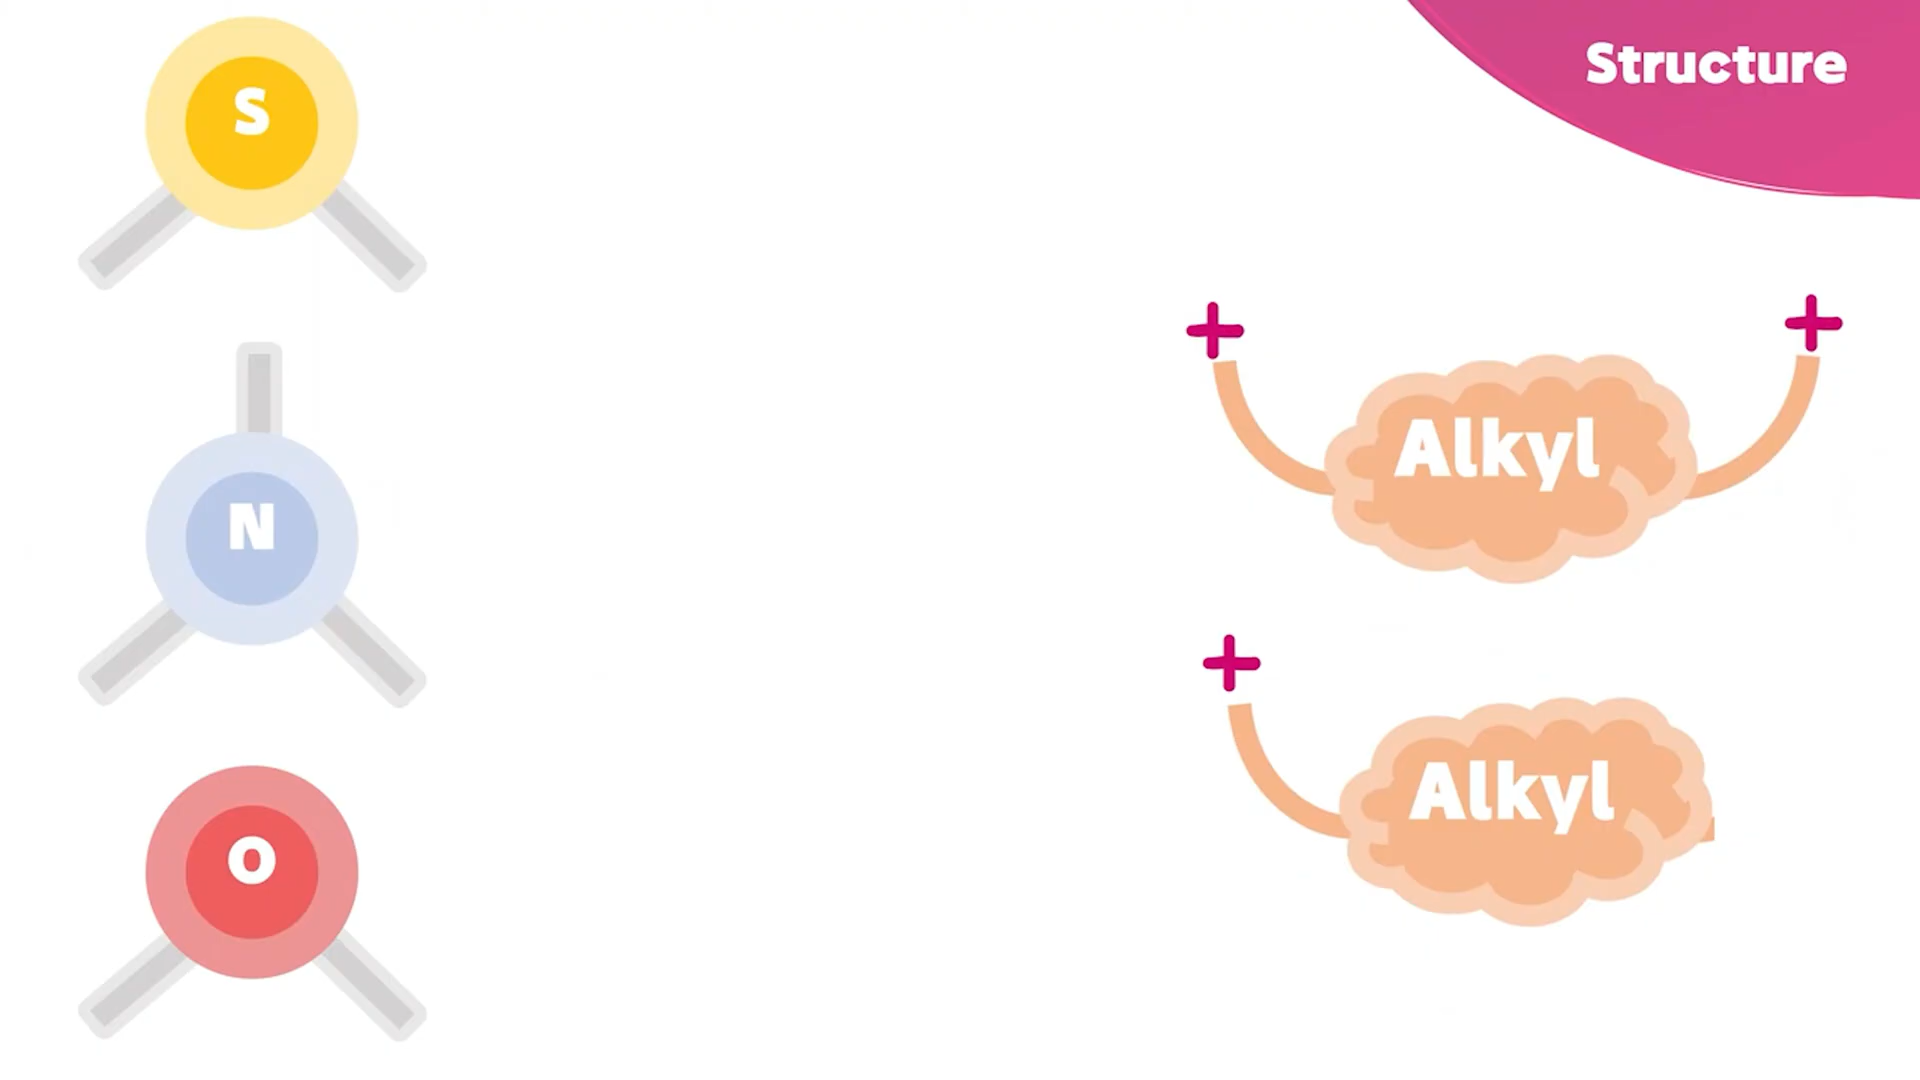 Structure
S
N
O
+ +
Alkyl
+
Alkyl